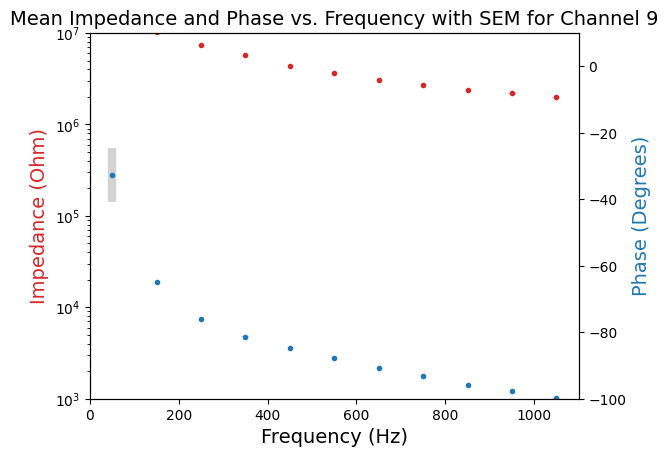 Mean Impedance and Phase vs. Frequency with SEM for Channel 9
10^7
10^6
10^5
10^4
10^3
Impedance (Ohm)
0
−20
−40
−60
−80
−100
Phase (Degrees)
0 200 400 600 800 1000
Frequency (Hz)